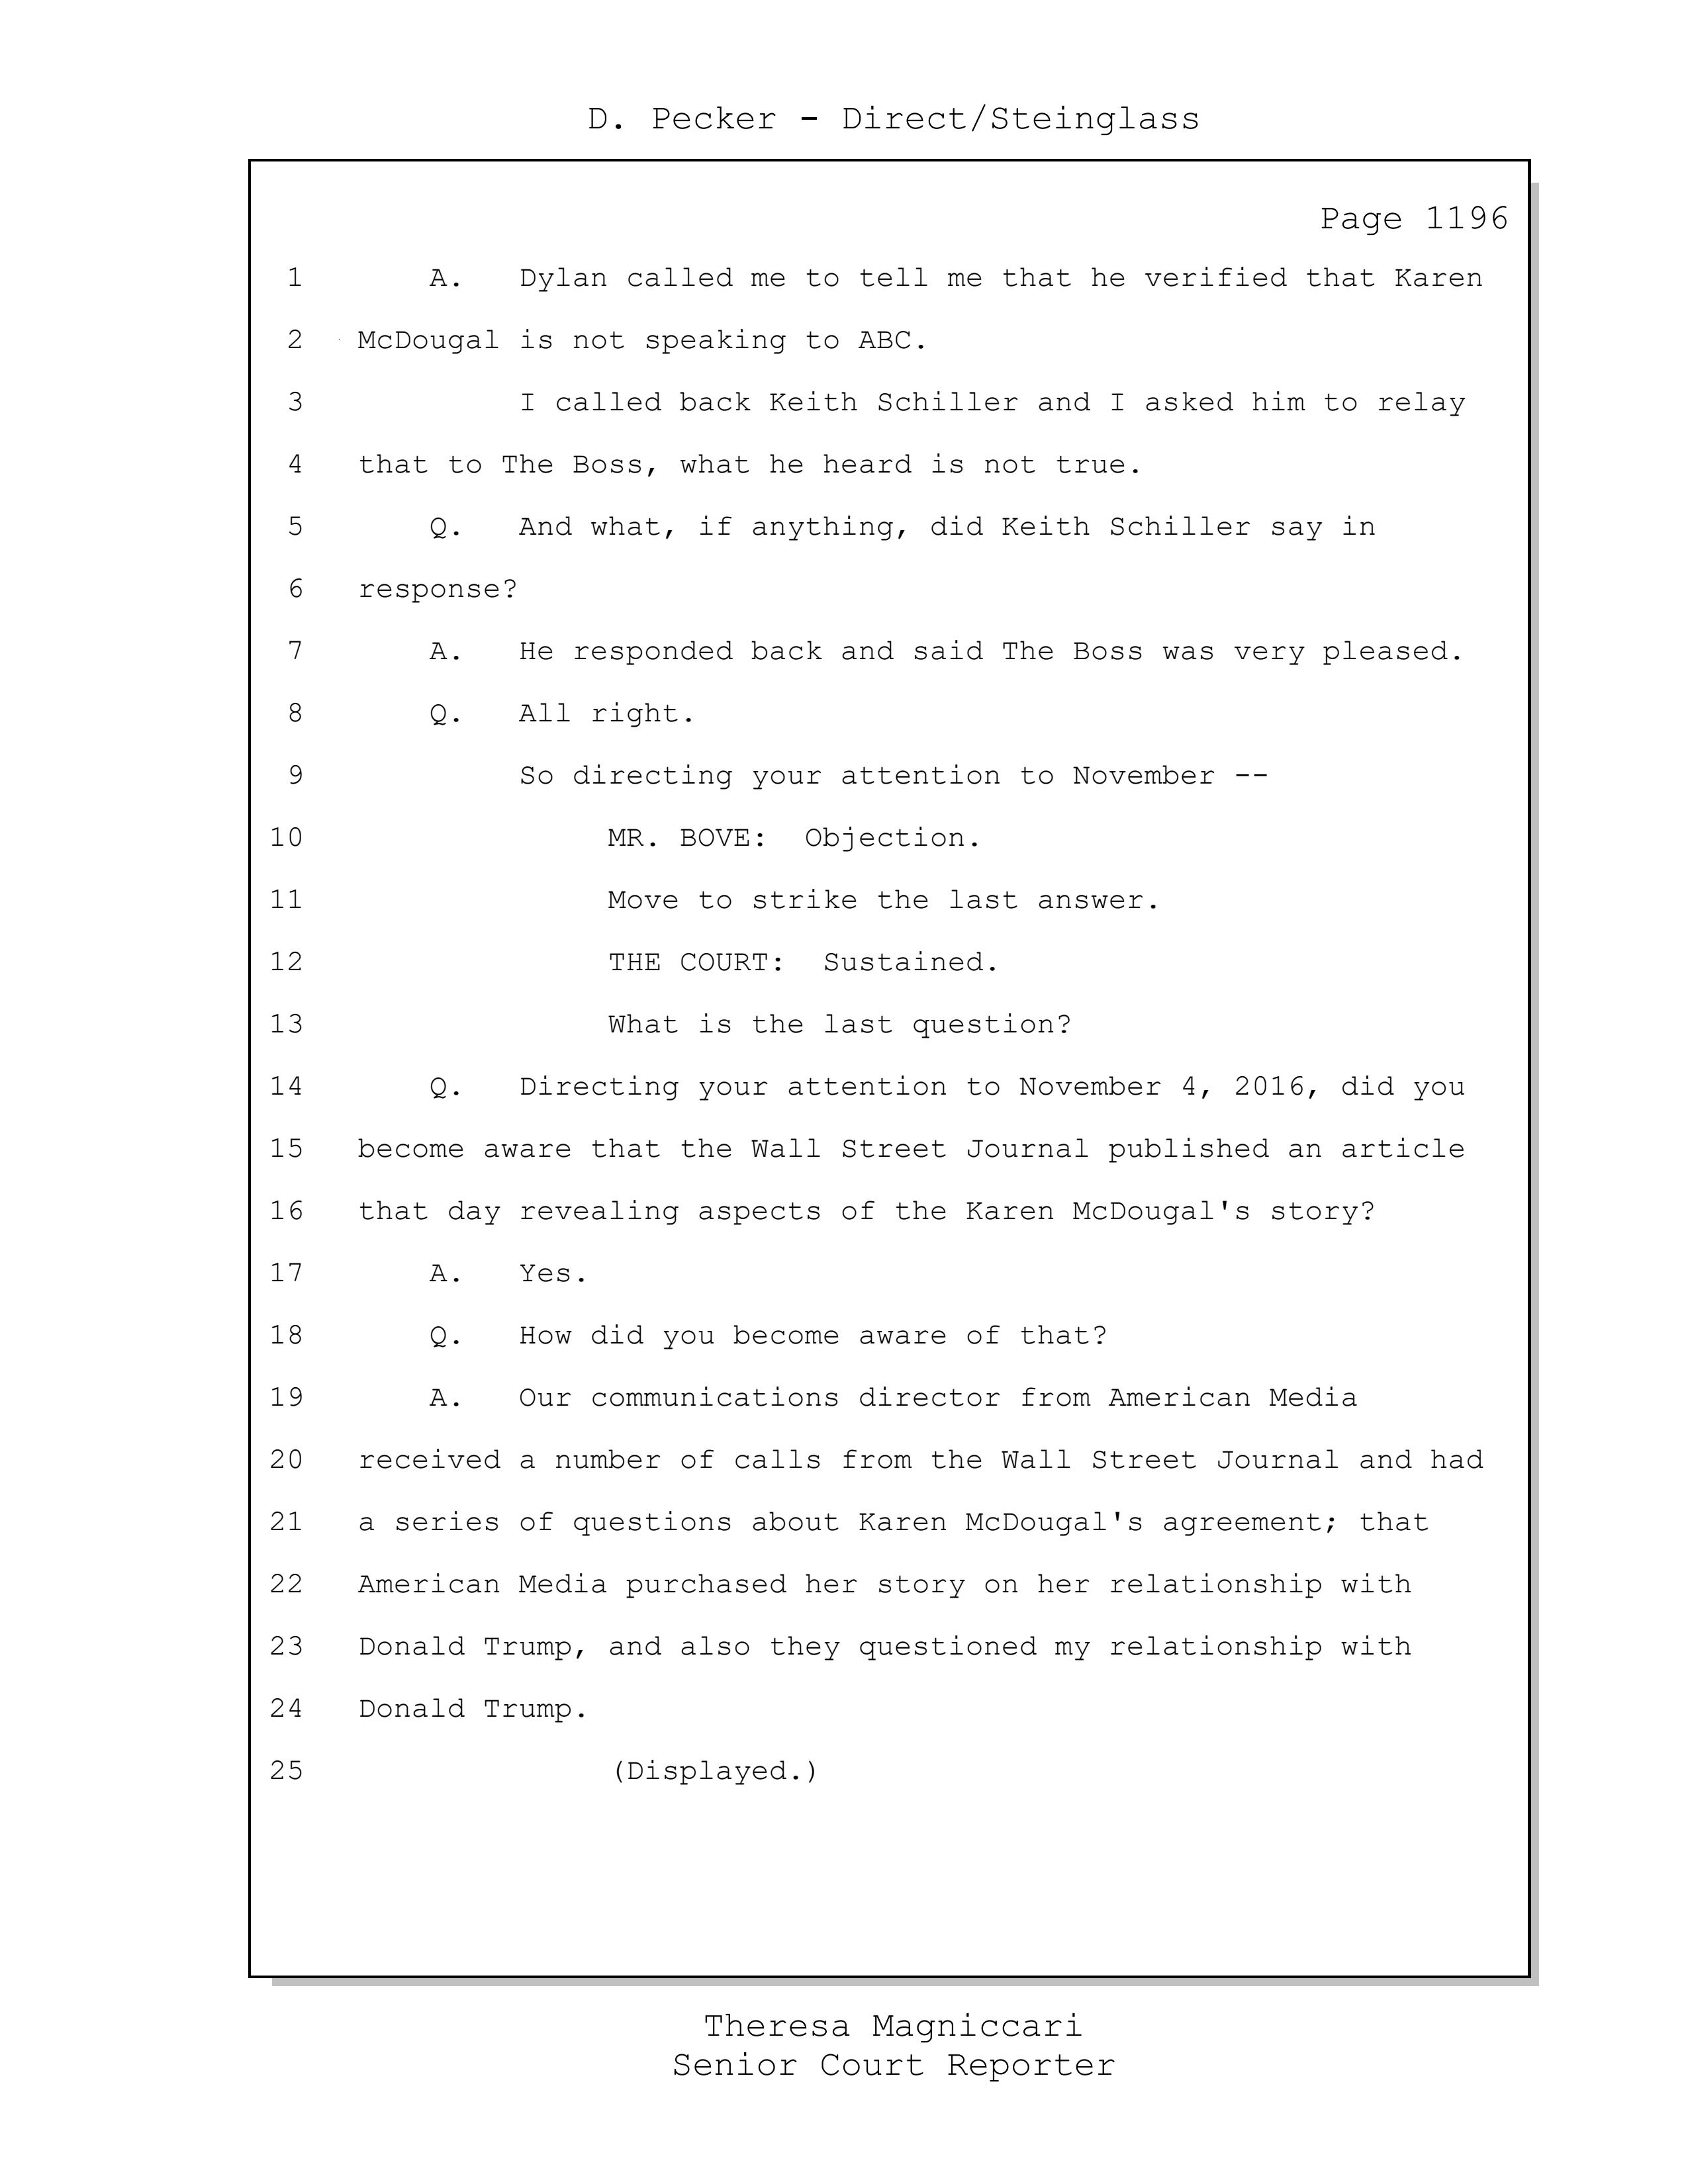 D. Pecker - Direct/Steinglass
Page 1196
1 A. Dylan called me to tell me that he verified that Karen
2 McDougal is not speaking to ABC.
3 I called back Keith Schiller and I asked him to relay
4 that to The Boss, what he heard is not true.
5 Q. And what, if anything, did Keith Schiller say in
6 response?
7 A. He responded back and said The Boss was very pleased.
8 Q. All right.
9 So directing your attention to November --
10 MR. BOVE: Objection.
11 Move to strike the last answer.
12 THE COURT: Sustained.
13 What is the last question?
14 Q. Directing your attention to November 4, 2016, did you
15 become aware that the Wall Street Journal published an article
16 that day revealing aspects of the Karen McDougal's story?
17 A. Yes.
18 Q. How did you become aware of that?
19 A. Our communications director from American Media
20 received a number of calls from the Wall Street Journal and had
21 a series of questions about Karen McDougal's agreement; that
22 American Media purchased her story on her relationship with
23 Donald Trump, and also they questioned my relationship with
24 Donald Trump.
25 (Displayed.)
Theresa Magniccari
Senior Court Reporter